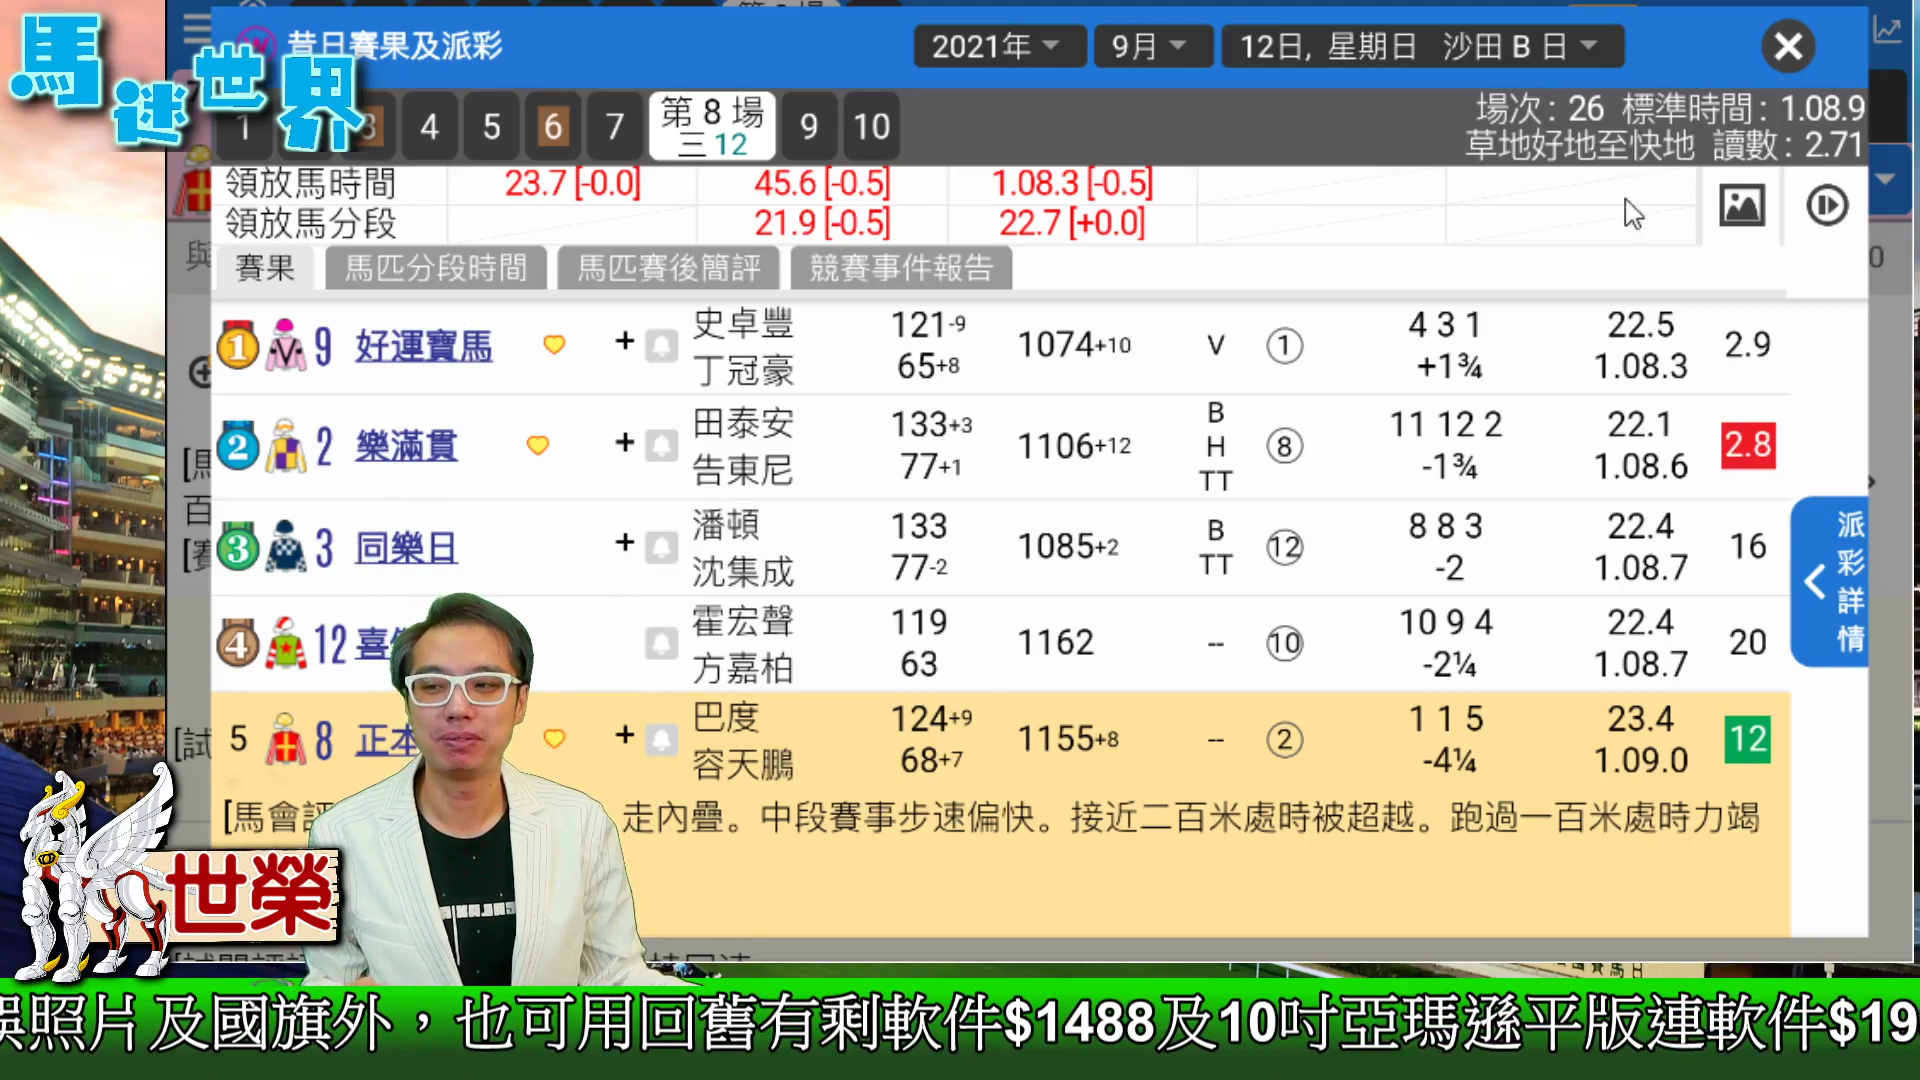 馬迷世界
昔日賽果及派彩
2021年
9月
12日, 星期日 沙田 B 日
1
3
4
5
6
7
第 8 場
三 12
9
10
場次: 26 標準時間: 1.08.9
草地好地至快地 讀數: 2.71
領放馬時間 23.7 [-0.0] 45.6 [-0.5] 1.08.3 [-0.5]
領放馬分段 21.9 [-0.5] 22.7 [+0.0]
賽果 馬匹分段時間 馬匹賽後簡評 競賽事件報告
1 9 好運寶馬 + 史卓豐 121-9 1074+10 V 1 4 3 1 22.5 2.9
丁冠豪 65+8 +1¾ 1.08.3
2 2 樂滿貫 + 田泰安 133+3 1106+12 B H TT 8 11 12 2 22.1 2.8
告東尼 77+1 -1¾ 1.08.6
3 3 同樂日 + 潘頓 133 1085+2 B TT 12 8 8 3 22.4 16
沈集成 77-2 -2 1.08.7
4 12 喜 霍宏聲 119 1162 -- 10 10 9 4 22.4 20
方嘉柏 63 -2¼ 1.08.7
5 8 正本 + 巴度 124+9 1155+8 -- 2 1 1 5 23.4 12
容天鵬 68+7 -4¼ 1.09.0
[馬會評 走內疊。中段賽事步速偏快。接近二百米處時被超越。跑過一百米處時力竭
派彩詳情
世榮
照片及國旗外，也可用回舊有剩軟件$1488及10吋亞瑪遜平版連軟件$19